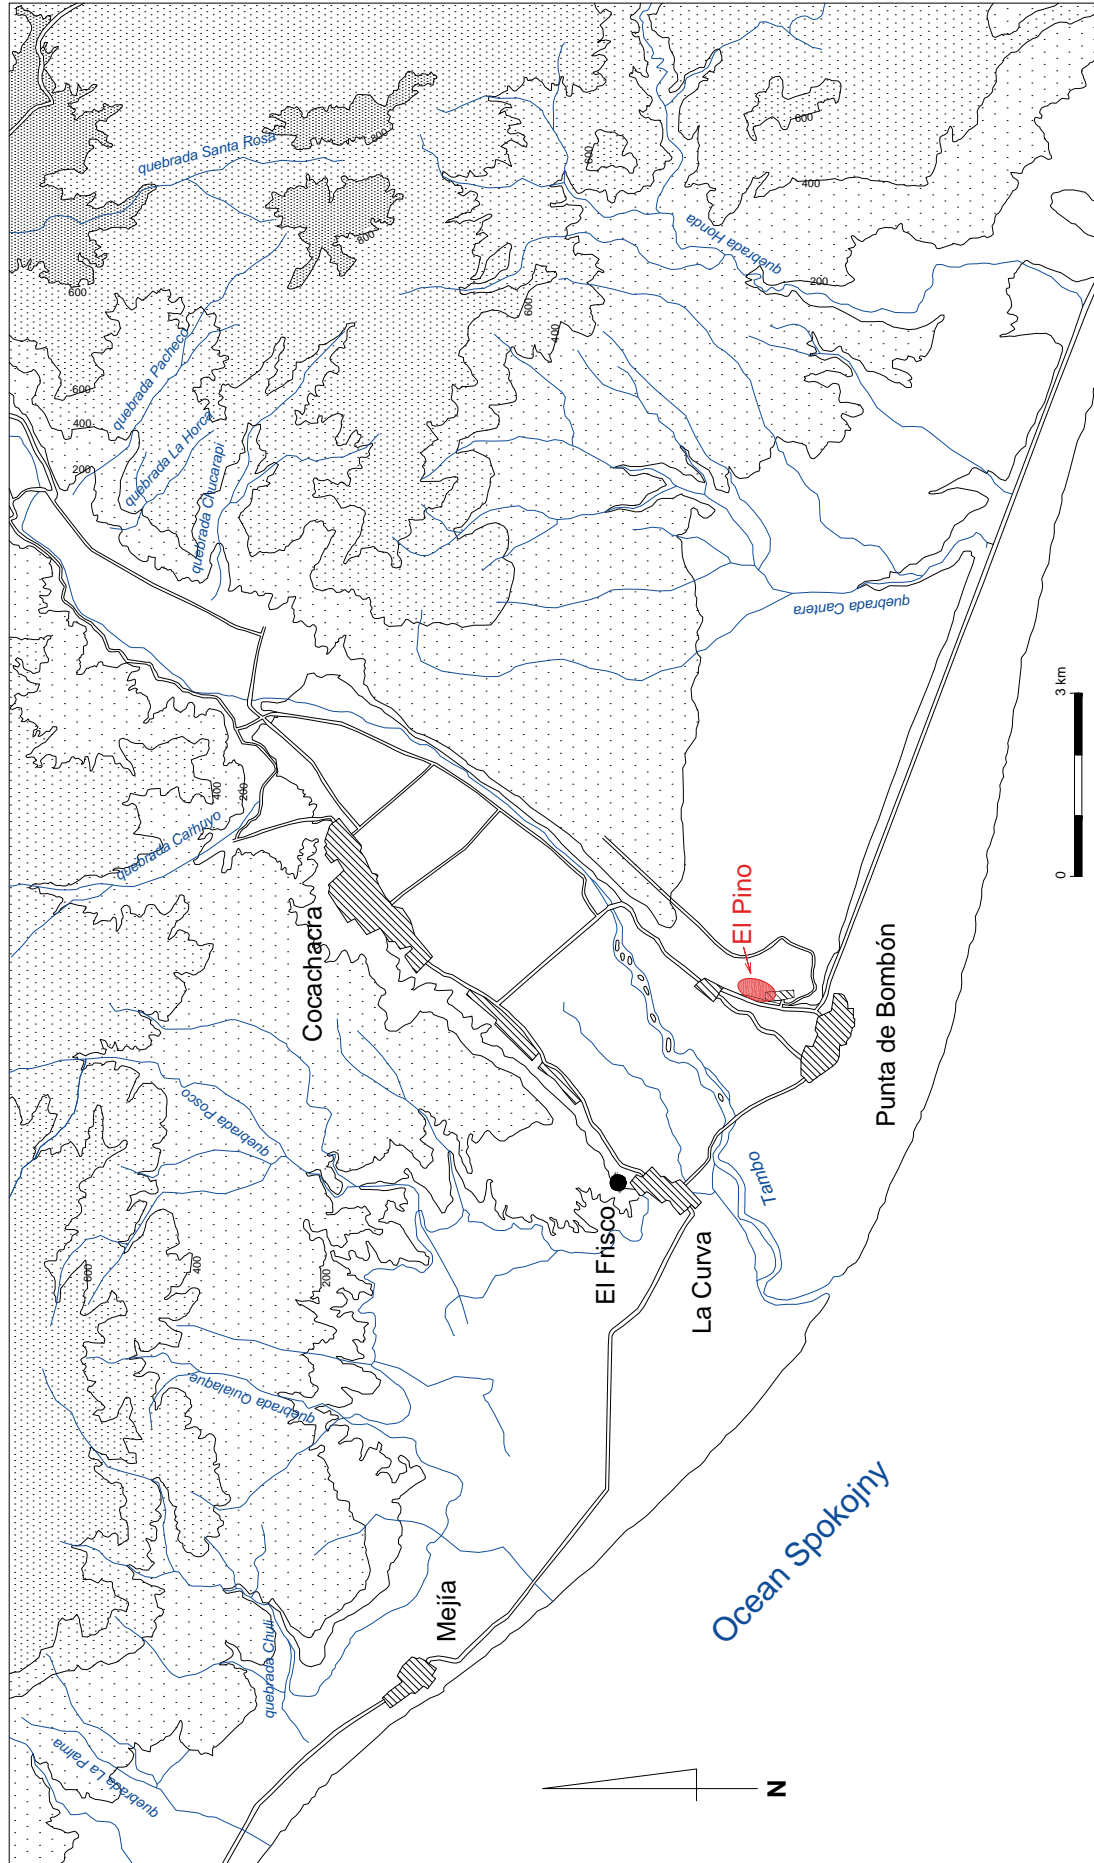 quebrada La Palma
quebrada Chuli
Mejía
quebrada Quialaque
600
400
200
quebrada Posco
El Frisco
La Curva
Tambo
Ocean Spokojny
Cocachacra
quebrada Carhuyo
400
200
El Pino
Punta de Bombón
quebrada Cantera
quebrada Chucarapi
quebrada La Horca
quebrada Pacheco
200
400
600
600
quebrada Santa Rosa
800
800
600
400
600
quebrada Honda
200
400
600
0
3 km
N